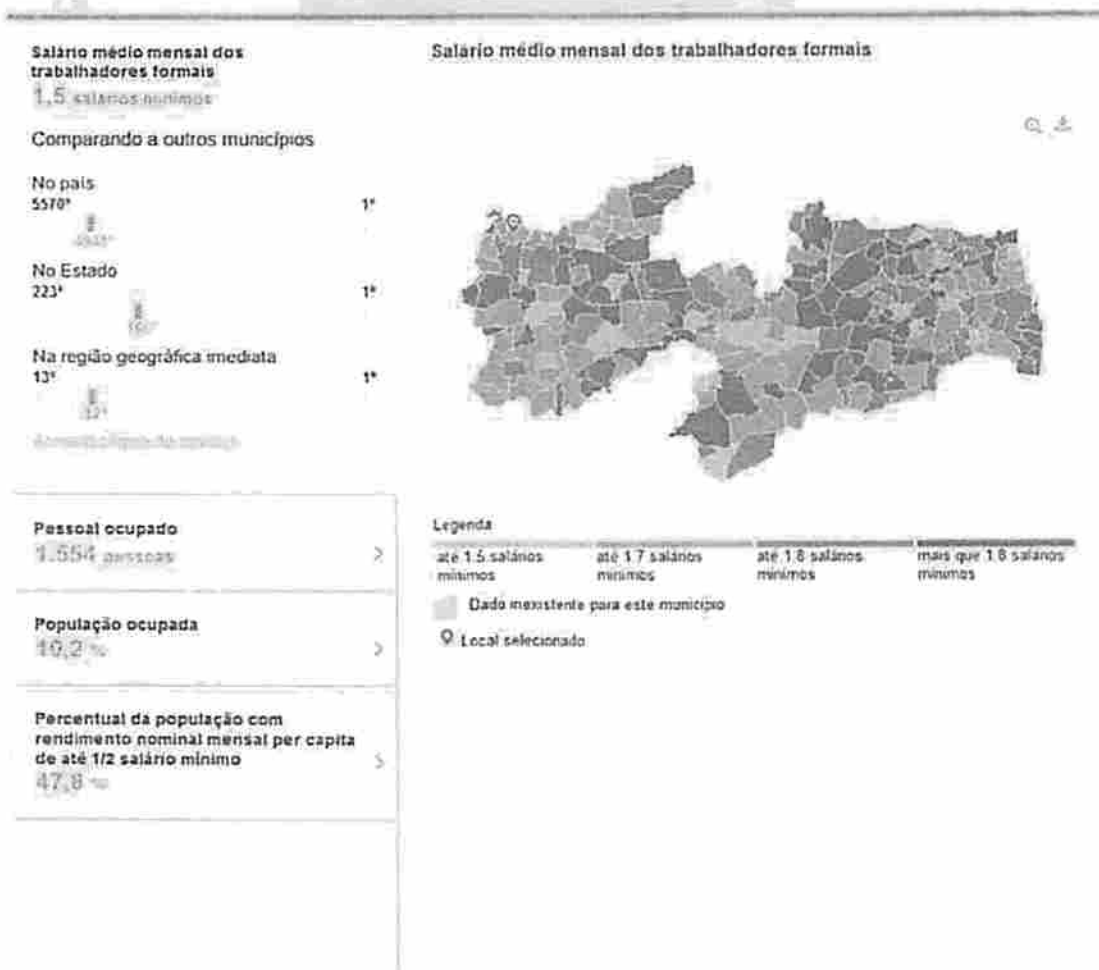 Salário médio mensal dos
trabalhadores formais
1,5 salários mínimos
Comparando a outros municípios
No país
5570º 1º
No Estado
223º 1º
Na região geográfica imediata
13º 1º
12º
Pessoal ocupado
1.554 pessoas
População ocupada
10,2 %
Percentual da população com
rendimento nominal mensal per capita
de até 1/2 salário mínimo
47,8 %
Salário médio mensal dos trabalhadores formais
Legenda
até 1.5 salários
mínimos
até 1.7 salários
mínimos
até 1.8 salários
mínimos
mais que 1.8 salários
mínimos
Dado inexistente para este município
Local selecionado